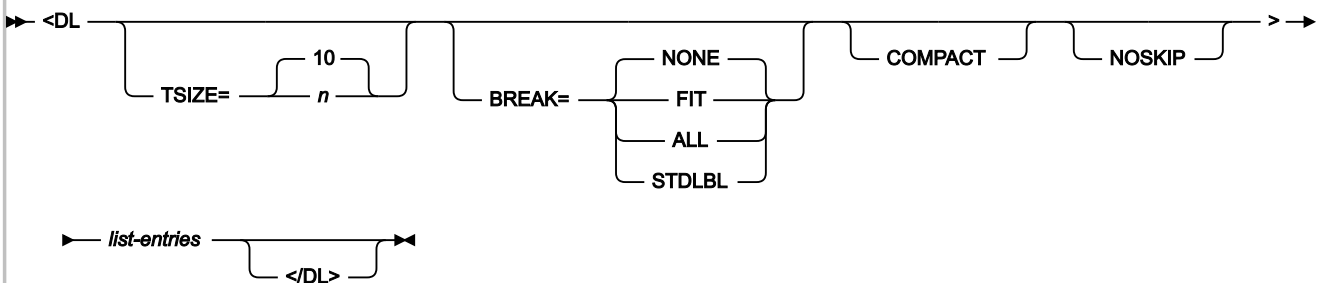 <DL
TSIZE=
10
n
BREAK=
NONE
FIT
ALL
STDLBL
COMPACT
NOSKIP
>
list-entries
</DL>